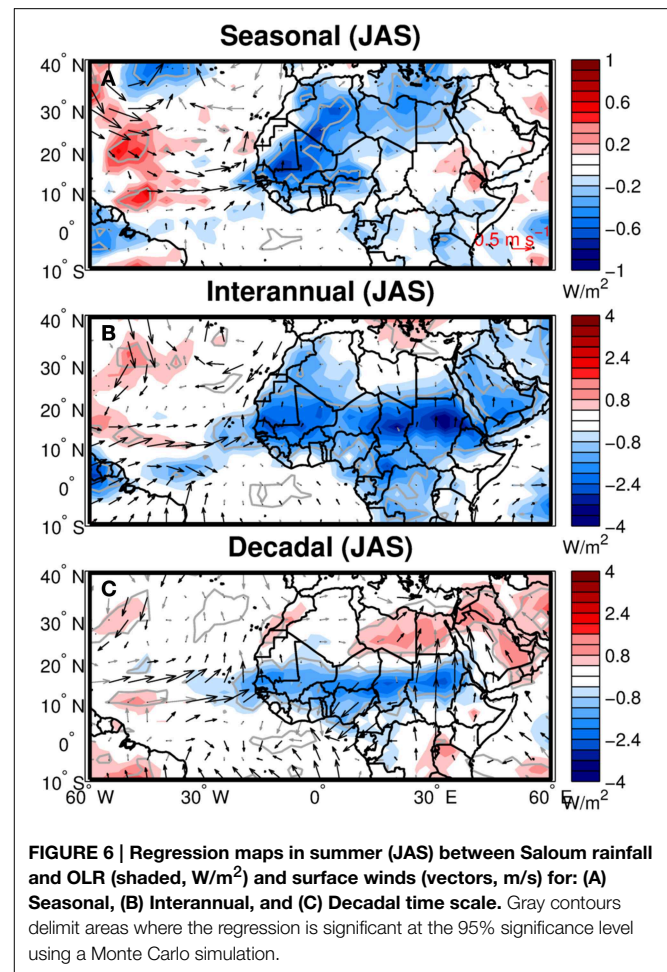 Seasonal (JAS)
A
40° N
30° N
20° N
10° N
0°
10° S
0.5 m s⁻¹
1
0.6
0.2
−0.2
−0.6
−1
W/m²
Interannual (JAS)
B
40° N
30° N
20° N
10° N
0°
10° S
4
2.4
0.8
−0.8
−2.4
−4
W/m²
Decadal (JAS)
C
40° N
30° N
20° N
10° N
0°
10° S
60° W
30° W
0°
30° E
60° E
4
2.4
0.8
−0.8
−2.4
−4
W/m²
FIGURE 6 | Regression maps in summer (JAS) between Saloum rainfall
and OLR (shaded, W/m²) and surface winds (vectors, m/s) for: (A)
Seasonal, (B) Interannual, and (C) Decadal time scale. Gray contours
delimit areas where the regression is significant at the 95% significance level
using a Monte Carlo simulation.